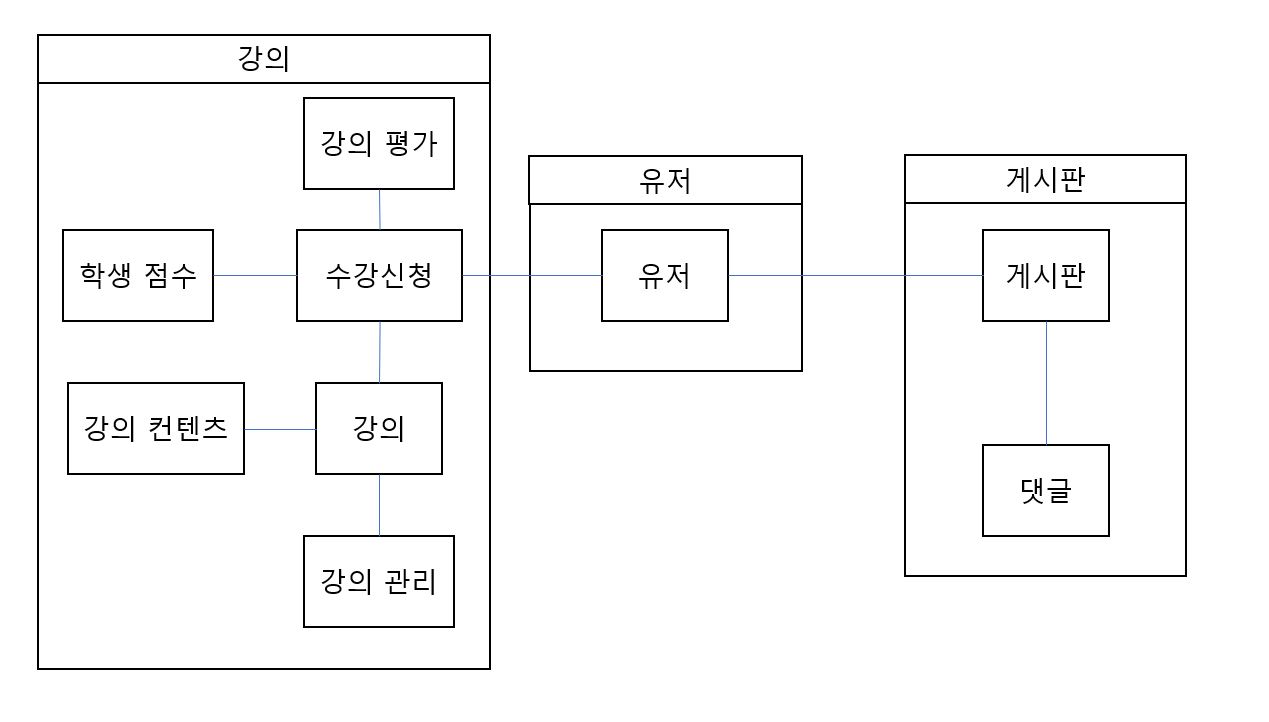 강의
강의 평가
학생 점수
수강신청
강의 컨텐츠
강의
강의 관리
유저
유저
게시판
게시판
댓글